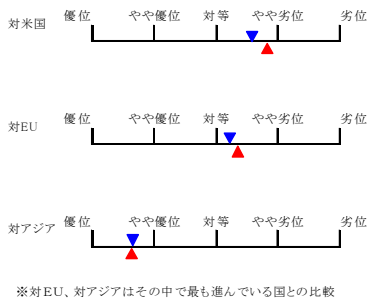 対米国 優位 やや優位 対等 やや劣位 劣位
対EU 優位 やや優位 対等 やや劣位 劣位
対アジア 優位 やや優位 対等 やや劣位 劣位
※対EU、対アジアはその中で最も進んでいる国との比較